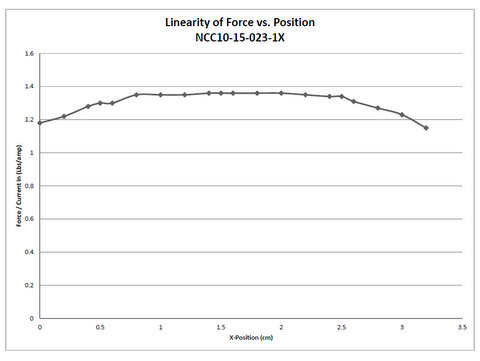 Linearity of Force vs. Position
NCC10-15-023-1X
1.6
1.4
1.2
1
0.8
0.6
0.4
0.2
0
Force / Current In (Lbs/amp)
0 0.5 1 1.5 2 2.5 3 3.5
X-Position (cm)